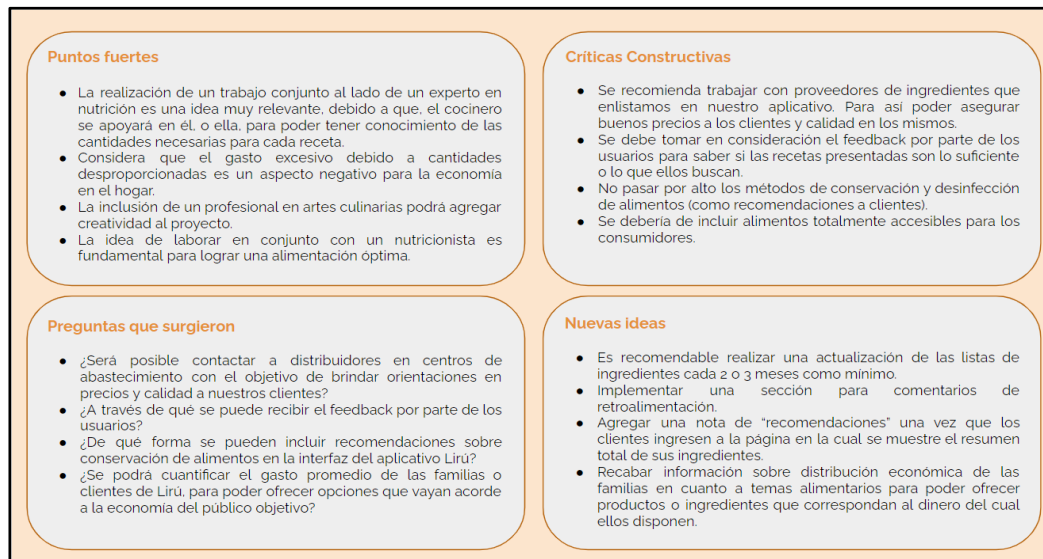 Puntos fuertes
● La realización de un trabajo conjunto al lado de un experto en
nutrición es una idea muy relevante, debido a que, el cocinero
se apoyará en él, o ella, para poder tener conocimiento de las
cantidades necesarias para cada receta.
● Considera que el gasto excesivo debido a cantidades
desproporcionadas es un aspecto negativo para la economía
en el hogar.
● La inclusión de un profesional en artes culinarias podrá agregar
creatividad al proyecto.
● La idea de laborar en conjunto con un nutricionista es
fundamental para lograr una alimentación óptima.
Críticas Constructivas
● Se recomienda trabajar con proveedores de ingredientes que
enlistamos en nuestro aplicativo. Para así poder asegurar
buenos precios a los clientes y calidad en los mismos.
● Se debe tomar en consideración el feedback por parte de los
usuarios para saber si las recetas presentadas son lo suficiente
o lo que ellos buscan.
● No pasar por alto los métodos de conservación y desinfección
de alimentos (como recomendaciones a clientes).
● Se debería de incluir alimentos totalmente accesibles para los
consumidores.
Preguntas que surgieron
● ¿Será posible contactar a distribuidores en centros de
abastecimiento con el objetivo de brindar orientaciones en
precios y calidad a nuestros clientes?
● ¿A través de qué se puede recibir el feedback por parte de los
usuarios?
● ¿De qué forma se pueden incluir recomendaciones sobre
conservación de alimentos en la interfaz del aplicativo Lirú?
● ¿Se podrá cuantificar el gasto promedio de las familias o
clientes de Lirú, para poder ofrecer opciones que vayan acorde
a la economía del público objetivo?
Nuevas ideas
● Es recomendable realizar una actualización de las listas de
ingredientes cada 2 o 3 meses como mínimo.
● Implementar una sección para comentarios de
retroalimentación.
● Agregar una nota de “recomendaciones” una vez que los
clientes ingresen a la página en la cual se muestre el resumen
total de sus ingredientes.
● Recabar información sobre distribución económica de las
familias en cuanto a temas alimentarios para poder ofrecer
productos o ingredientes que correspondan al dinero del cual
ellos disponen.